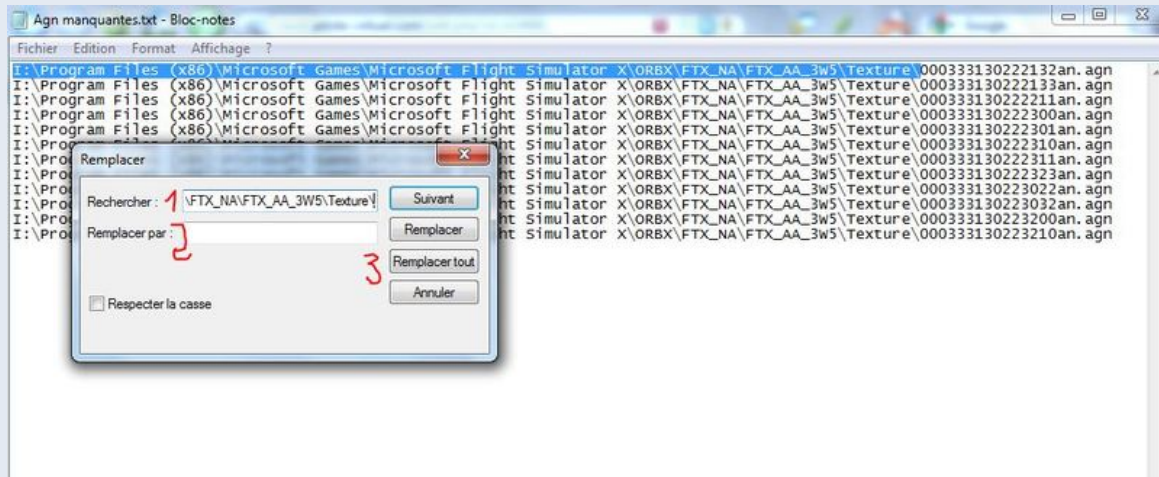 Agn manquantes.txt - Bloc-notes
Fichier Edition Format Affichage ?
I:\Program Files (x86)\Microsoft Games\Microsoft Flight Simulator X\ORBX\FTX_NA\FTX_AA_3W5\Texture\000333130222132an.agn
I:\Program Files (x86)\Microsoft Games\Microsoft Flight Simulator X\ORBX\FTX_NA\FTX_AA_3W5\Texture\000333130222133an.agn
I:\Program Files (x86)\Microsoft Games\Microsoft Flight Simulator X\ORBX\FTX_NA\FTX_AA_3W5\Texture\000333130222211an.agn
I:\Program Files (x86)\Microsoft Games\Microsoft Flight Simulator X\ORBX\FTX_NA\FTX_AA_3W5\Texture\000333130222300an.agn
I:\Program Files (x86)\Microsoft Games\Microsoft Flight Simulator X\ORBX\FTX_NA\FTX_AA_3W5\Texture\000333130222301an.agn
I:\Prog ht Simulator X\ORBX\FTX_NA\FTX_AA_3W5\Texture\000333130222310an.agn
I:\Prog ht Simulator X\ORBX\FTX_NA\FTX_AA_3W5\Texture\000333130222311an.agn
I:\Prog ht Simulator X\ORBX\FTX_NA\FTX_AA_3W5\Texture\000333130222323an.agn
I:\Prog ht Simulator X\ORBX\FTX_NA\FTX_AA_3W5\Texture\000333130223022an.agn
I:\Prog ht Simulator X\ORBX\FTX_NA\FTX_AA_3W5\Texture\000333130223032an.agn
I:\Prog ht Simulator X\ORBX\FTX_NA\FTX_AA_3W5\Texture\000333130223200an.agn
I:\Prog ht Simulator X\ORBX\FTX_NA\FTX_AA_3W5\Texture\000333130223210an.agn
Remplacer
Rechercher : 1 \FTX_NA\FTX_AA_3W5\Texture\ Suivant
Remplacer par : 2 Remplacer
3 Remplacer tout
Respecter la casse Annuler